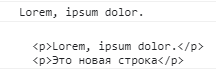 Lorem, ipsum dolor.
<p>Lorem, ipsum dolor.</p>
<p>Это новая строка</p>